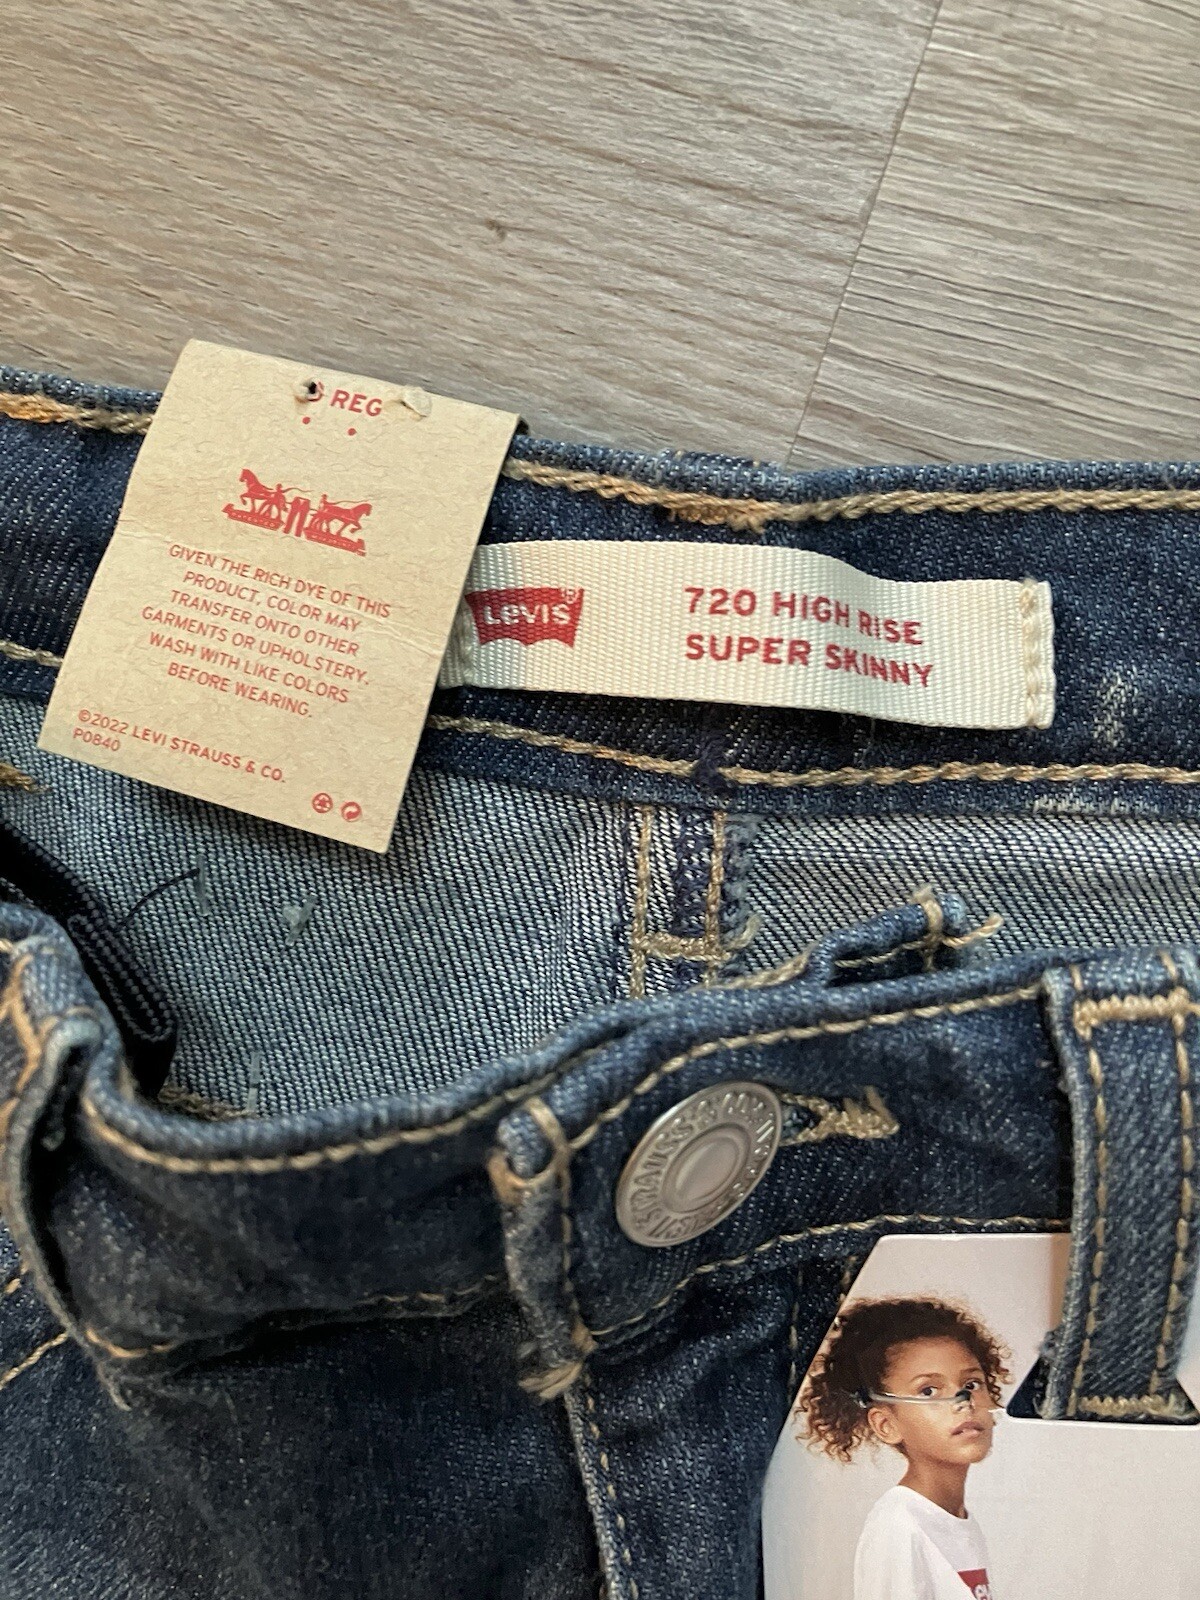 REG
GIVEN THE RICH DYE OF THIS
PRODUCT, COLOR MAY
TRANSFER ONTO OTHER
GARMENTS OR UPHOLSTERY.
WASH WITH LIKE COLORS
BEFORE WEARING.
©2022 LEVI STRAUSS & CO.
P0840
LEVI'S®
720 HIGH RISE
SUPER SKINNY